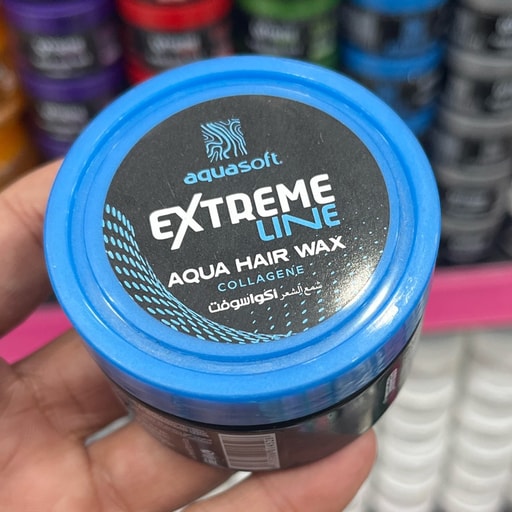 aquasoft
EXTREME
LINE
AQUA HAIR WAX
COLLAGENE
شمع الشعر اكواسوفت